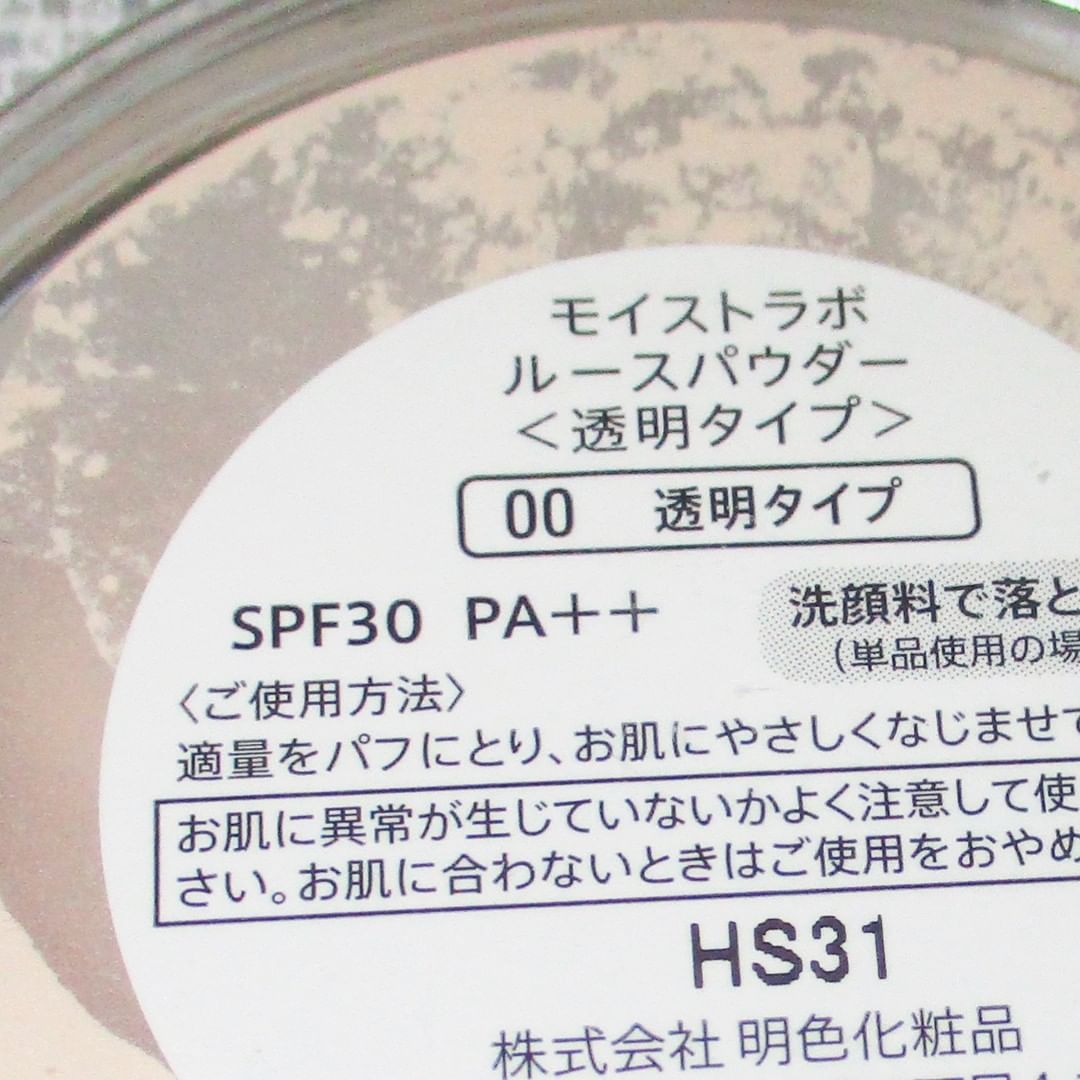 モイストラボ
ルースパウダー
＜透明タイプ＞
00 透明タイプ
SPF30 PA＋＋
洗顔料で落と
(単品使用の場
〈ご使用方法〉
適量をパフにとり、お肌にやさしくなじませて
お肌に異常が生じていないかよく注意して使
さい。お肌に合わないときはご使用をおやめ
HS31
株式会社 明色化粧品